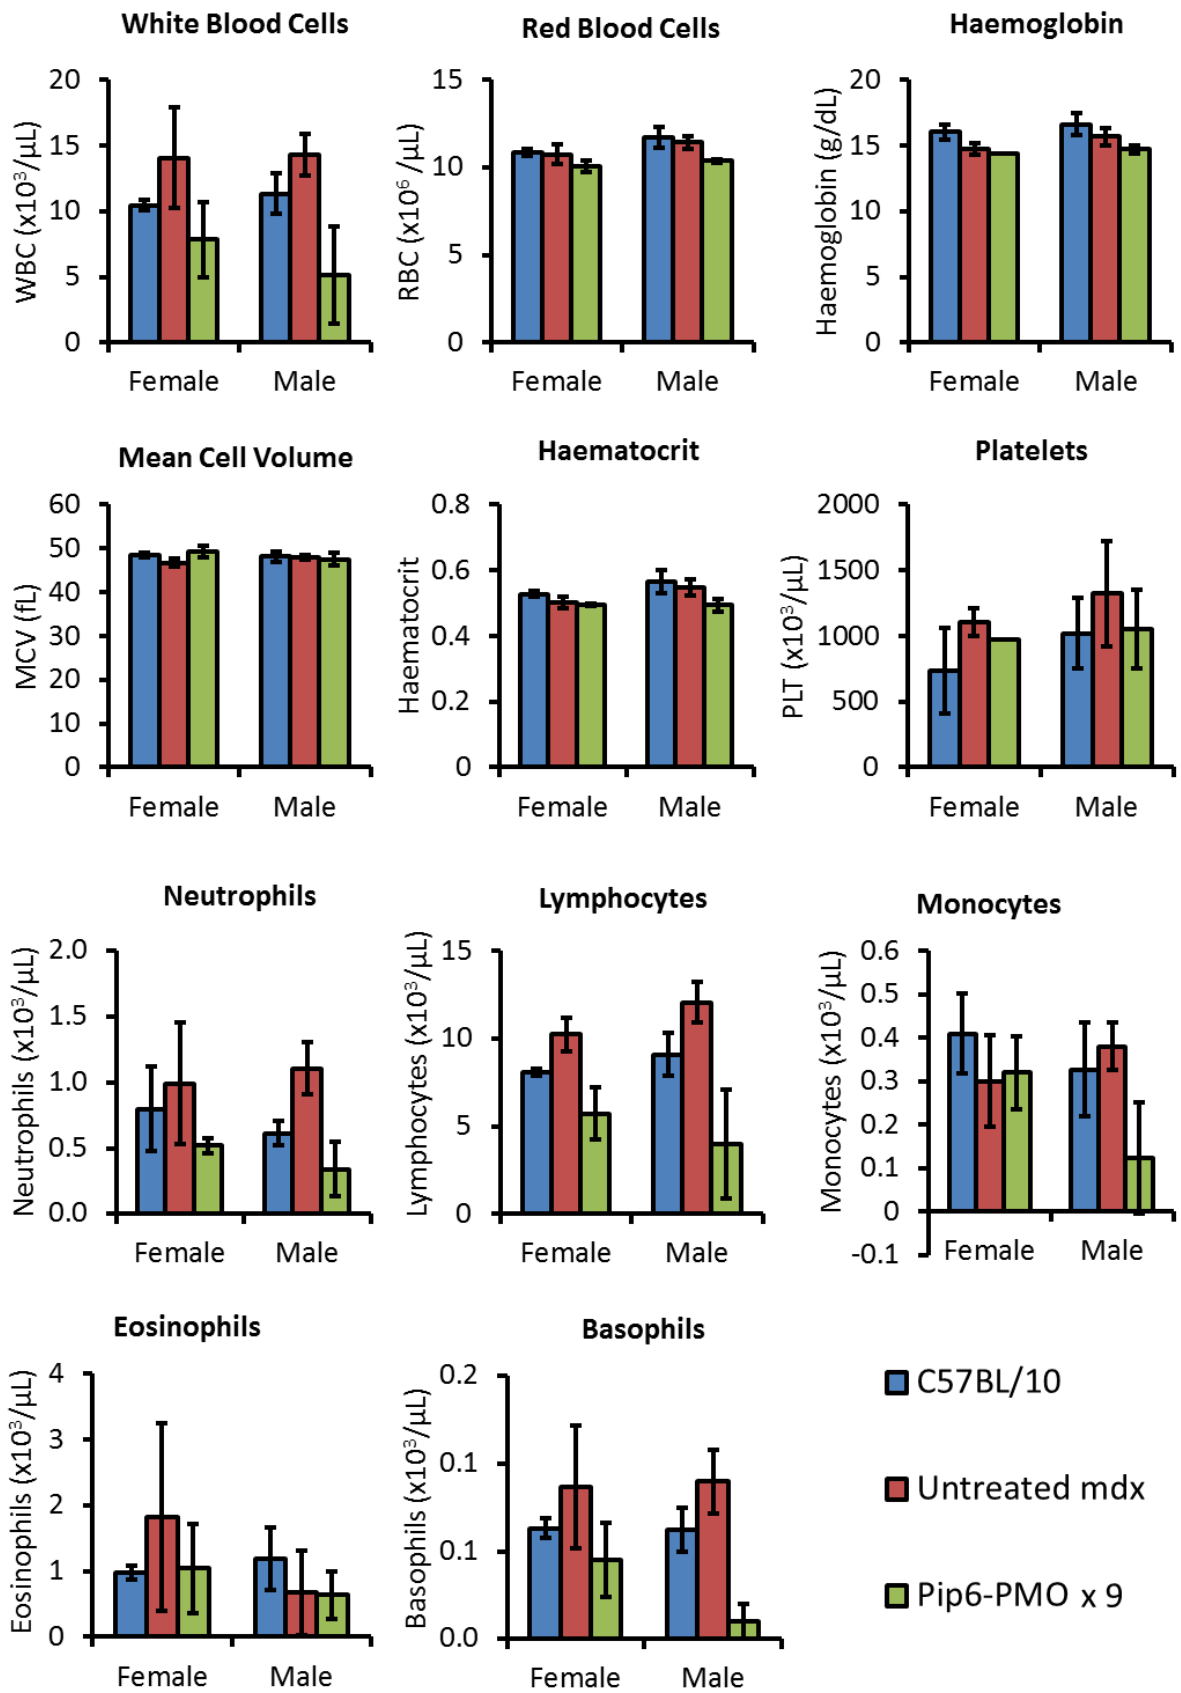 White Blood Cells
WBC (x10³/µL)
20
15
10
5
0
Female Male
Red Blood Cells
RBC (x10⁶/µL)
15
10
5
0
Female Male
Haemoglobin
Haemoglobin (g/dL)
20
15
10
5
0
Female Male
Mean Cell Volume
MCV (fL)
60
50
40
30
20
10
0
Female Male
Haematocrit
Haematocrit
0.8
0.6
0.4
0.2
0
Female Male
Platelets
PLT (x10³/µL)
2000
1500
1000
500
0
Female Male
Neutrophils
Neutrophils (x10³/µL)
2.0
1.5
1.0
0.5
0.0
Female Male
Lymphocytes
Lymphocytes (x10³/µL)
15
10
5
0
Female Male
Monocytes
Monocytes (x10³/µL)
0.6
0.5
0.4
0.3
0.2
0.1
0
-0.1
Female Male
Eosinophils
Eosinophils (x10³/µL)
4
3
2
1
0
Female Male
Basophils
Basophils (x10³/µL)
0.2
0.1
0.1
0.0
Female Male
C57BL/10
Untreated mdx
Pip6-PMO x 9